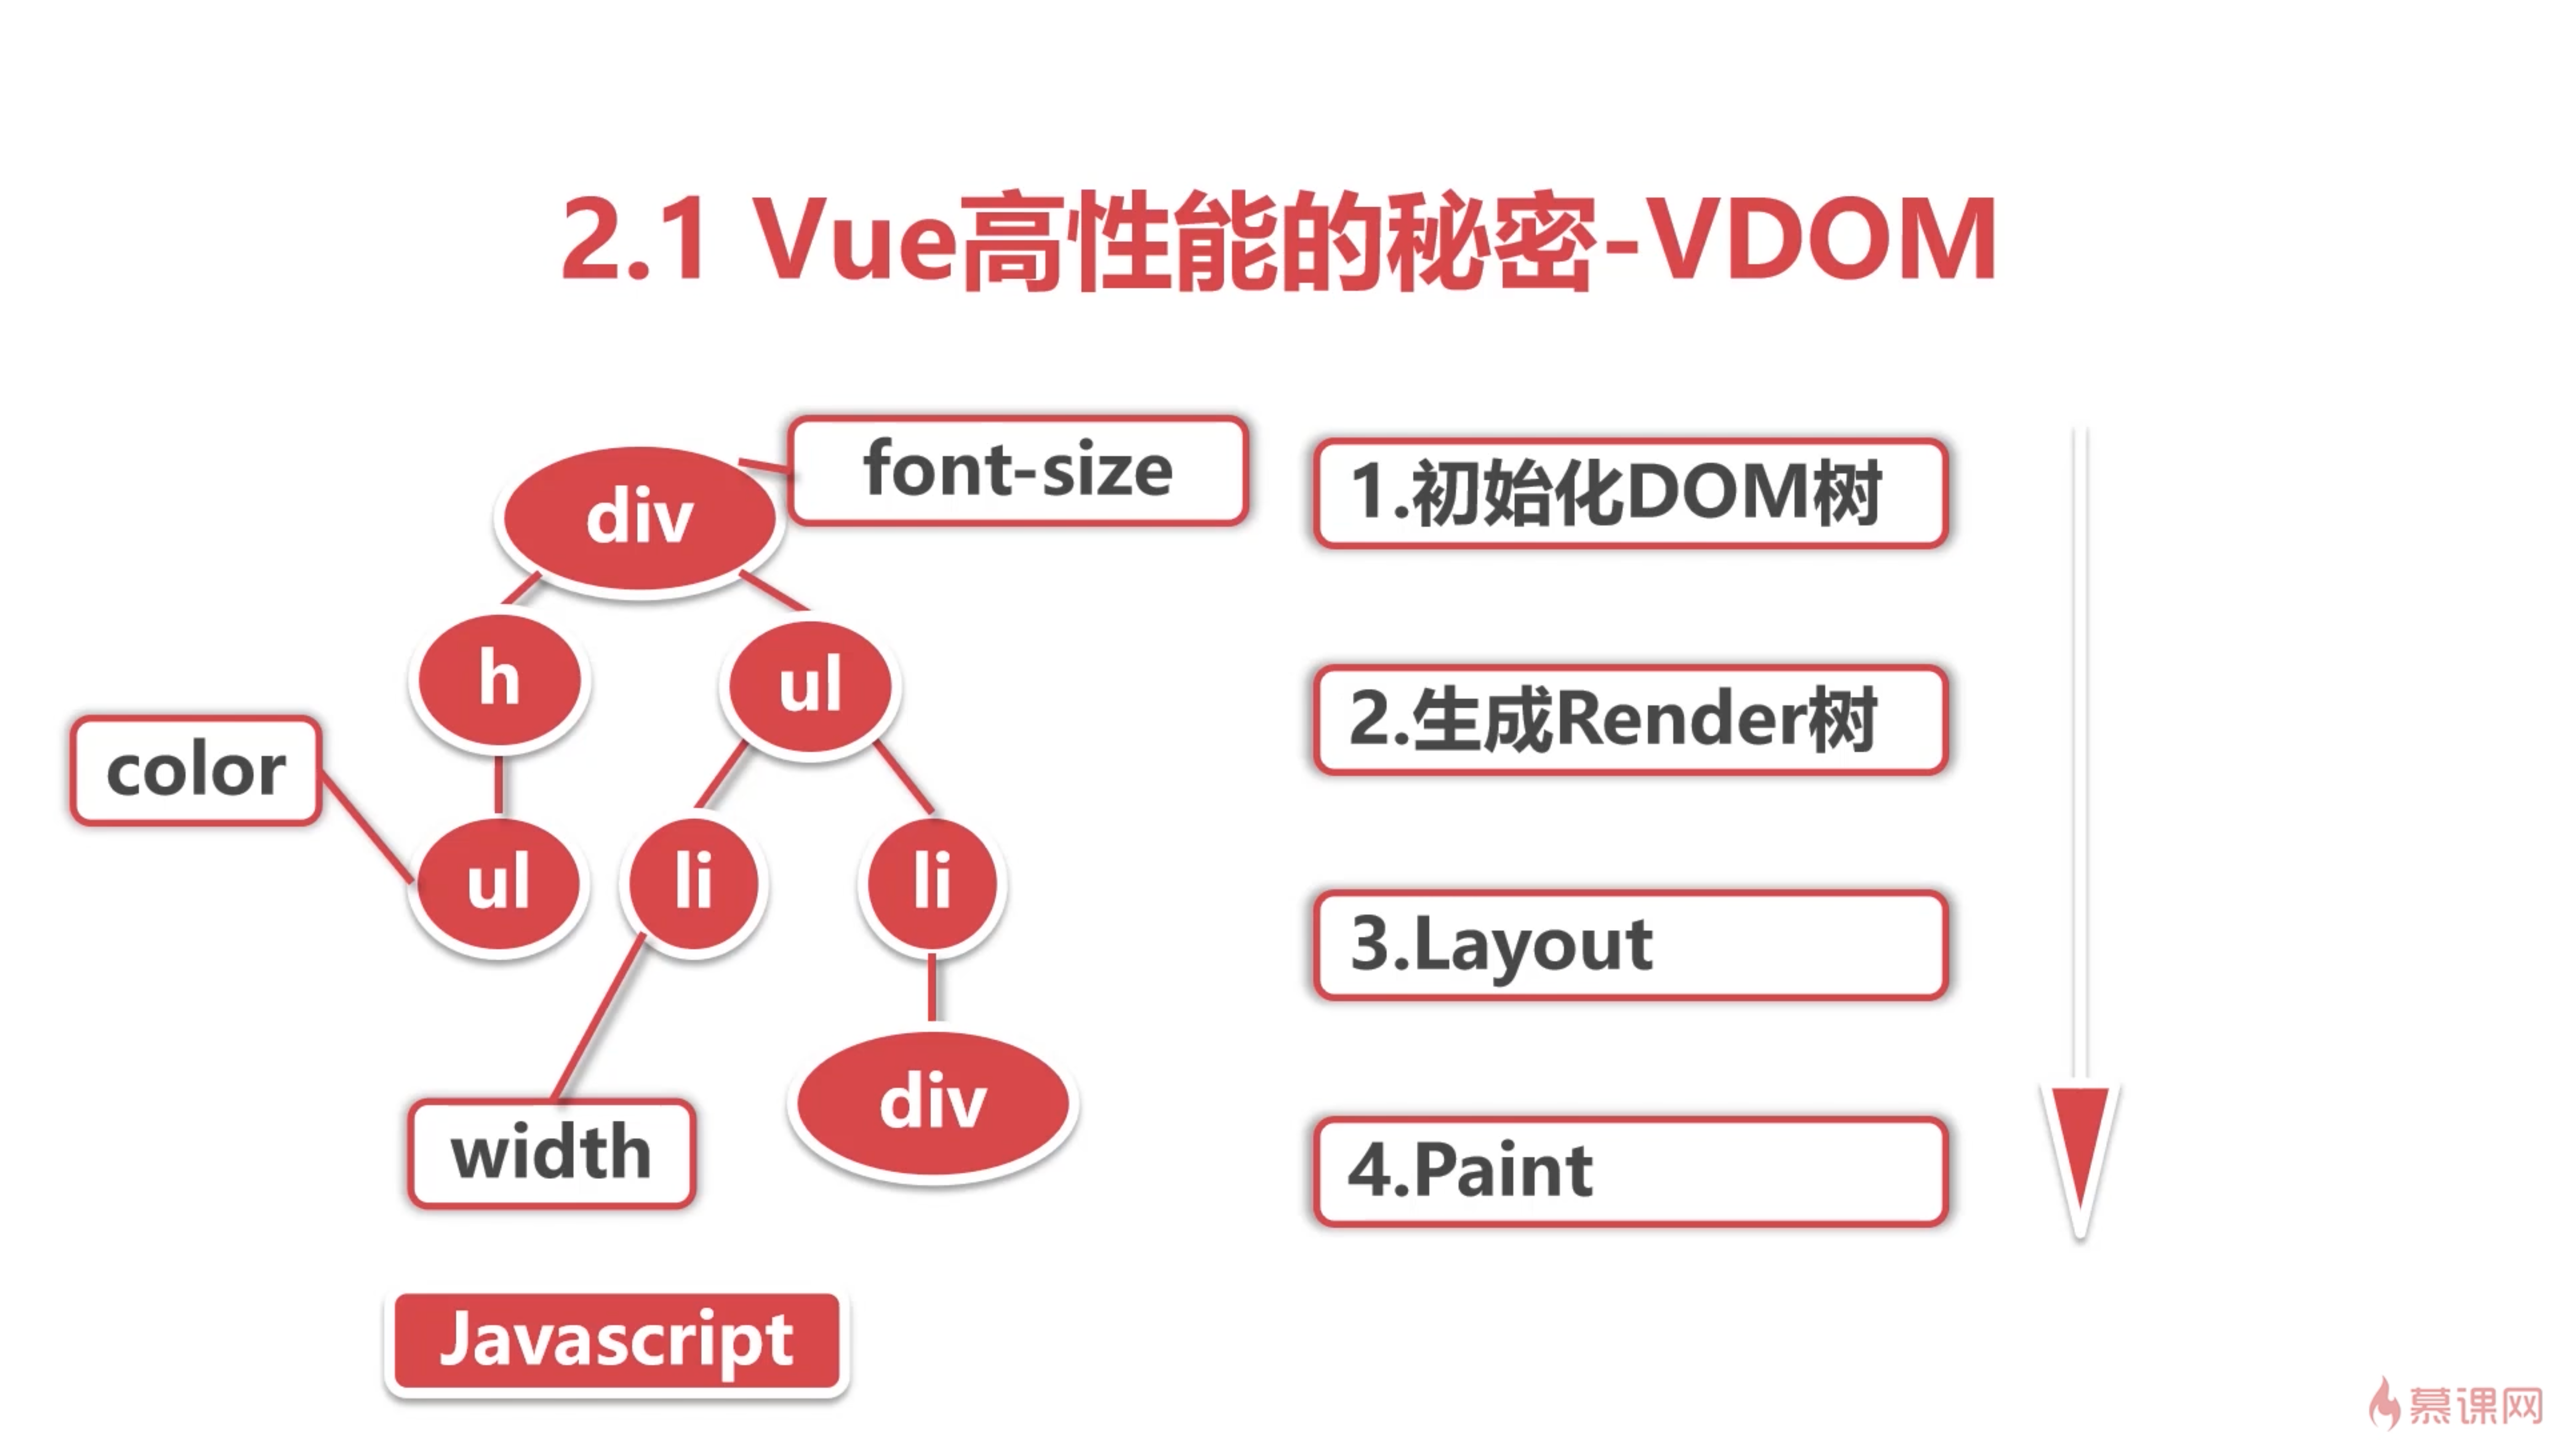 2.1 Vue高性能的秘密-VDOM
font-size
div
h
ul
color
ul
li
li
width
div
Javascript
1.初始化DOM树
2.生成Render树
3.Layout
4.Paint
慕课网